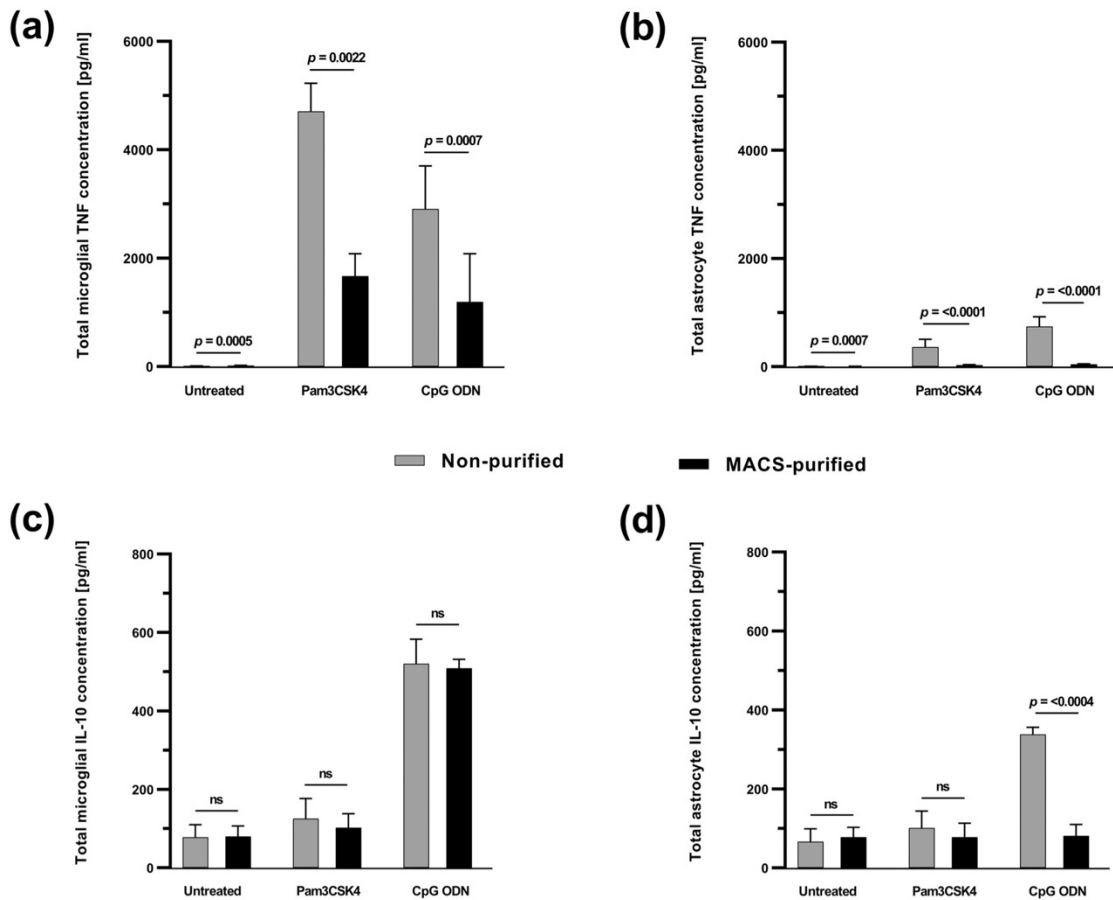 (a)
Total microglial TNF concentration [pg/ml]
6000
4000
2000
0
p = 0.0005
p = 0.0022
p = 0.0007
Untreated
Pam3CSK4
CpG ODN
(b)
Total astrocyte TNF concentration [pg/ml]
6000
4000
2000
0
p = 0.0007
p = <0.0001
p = <0.0001
Untreated
Pam3CSK4
CpG ODN
Non-purified
MACS-purified
(c)
Total microglial IL-10 concentration [pg/ml]
800
600
400
200
0
ns
ns
ns
Untreated
Pam3CSK4
CpG ODN
(d)
Total astrocyte IL-10 concentration [pg/ml]
800
600
400
200
0
ns
ns
p = <0.0004
Untreated
Pam3CSK4
CpG ODN